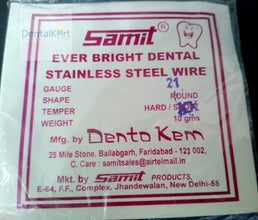 DentalKart
Samit®
EVER BRIGHT DENTAL
STAINLESS STEEL WIRE
GAUGE 21
SHAPE ROUND
TEMPER HARD /
WEIGHT 10 gms
Mfg. by Dento Kem
25 Mile Stone, Ballabgarh, Faridabad - 121 002,
C. Care : samitsales@airtelmail.in
Mkt. by Samit PRODUCTS,
E-64, F.F., Complex, Jhandewalan, New Delhi-55